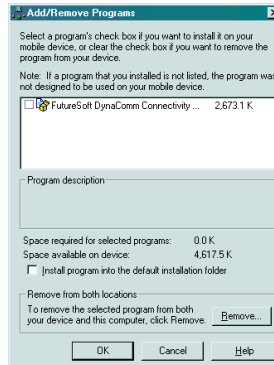 Add/Remove Programs
Select a program's check box if you want to install it on your
mobile device, or clear the check box if you want to remove the
program from your device.
Note: If a program that you installed is not listed, the program was
not designed to be used on your mobile device.
FutureSoft DynaComm Connectivity ... 2,673.1 K
Program description
Space required for selected programs: 0.0 K
Space available on device: 4,617.5 K
Install program into the default installation folder
Remove from both locations
To remove the selected program from both
your device and this computer, click Remove. Remove...
OK Cancel Help